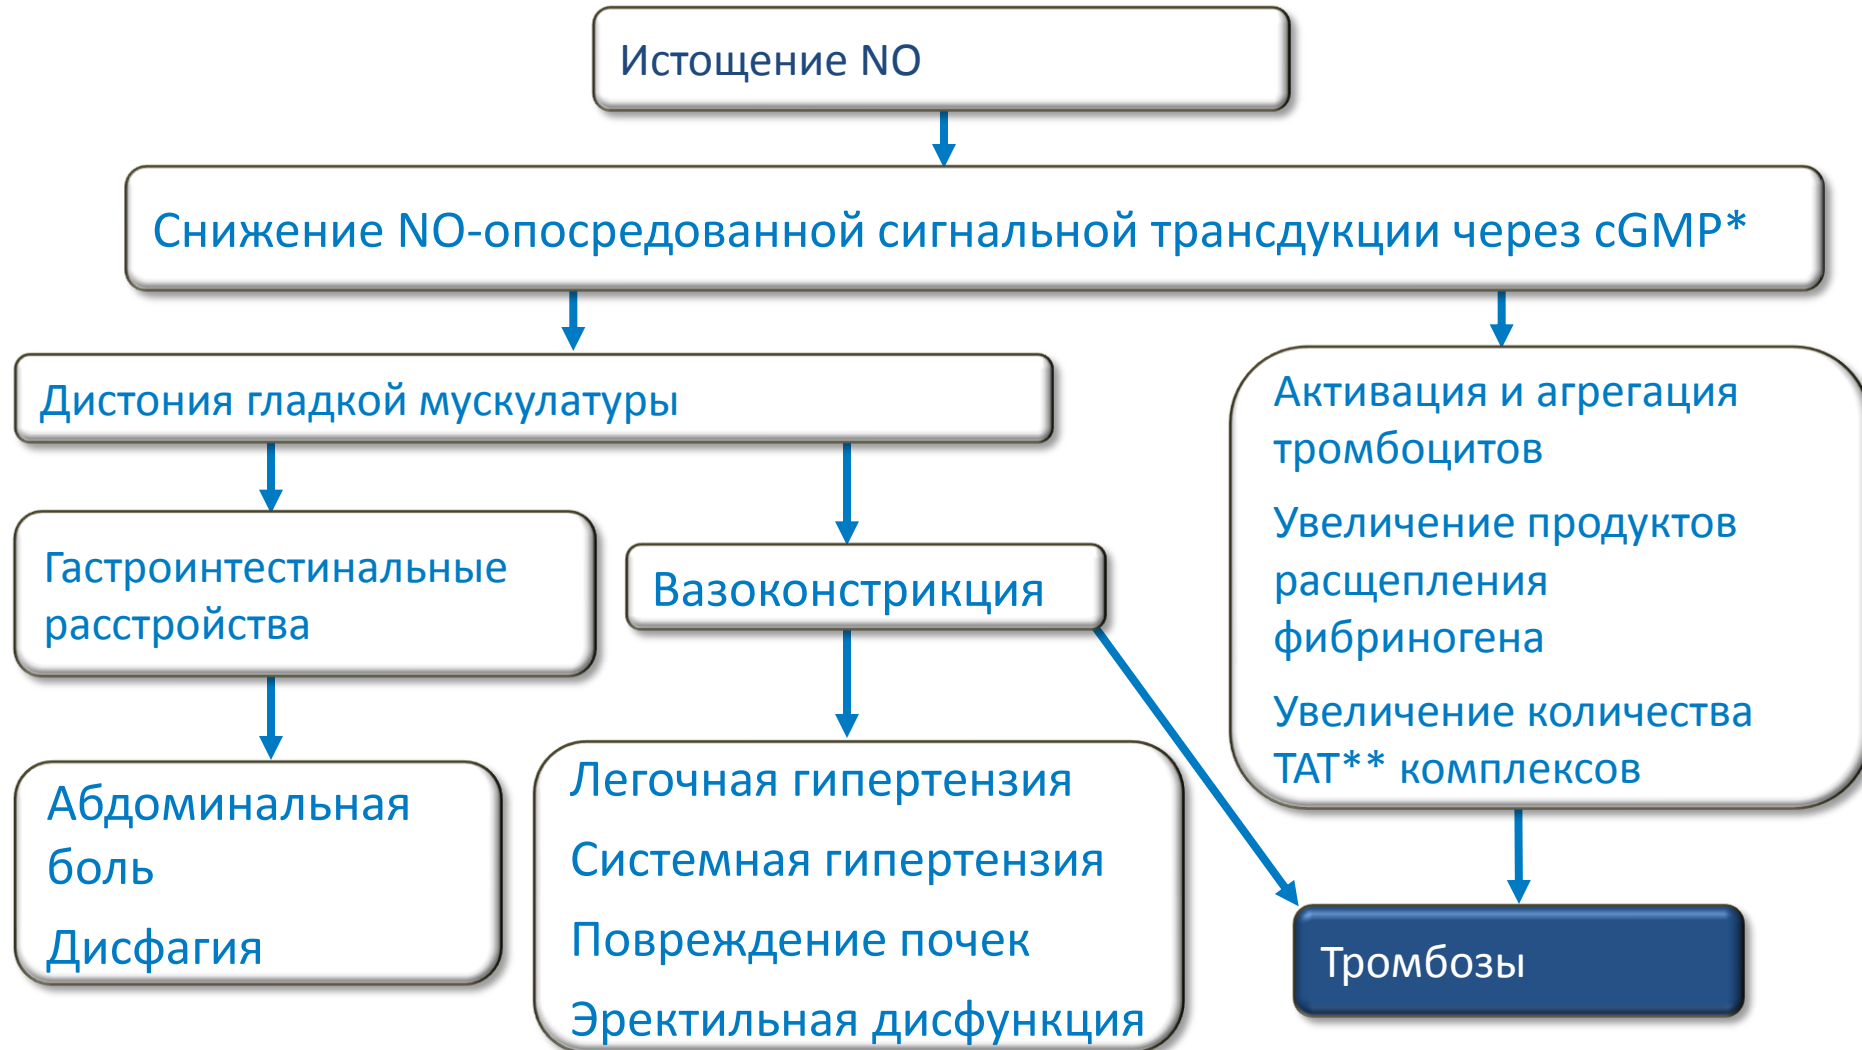 Истощение NO
Снижение NO-опосредованной сигнальной трансдукции через cGMP*
Дистония гладкой мускулатуры
Гастроинтестинальные
расстройства
Абдоминальная
боль
Дисфагия
Вазоконстрикция
Легочная гипертензия
Системная гипертензия
Повреждение почек
Эректильная дисфункция
Активация и агрегация
тромбоцитов
Увеличение продуктов
расщепления
фибриногена
Увеличение количества
ТАТ** комплексов
Тромбозы